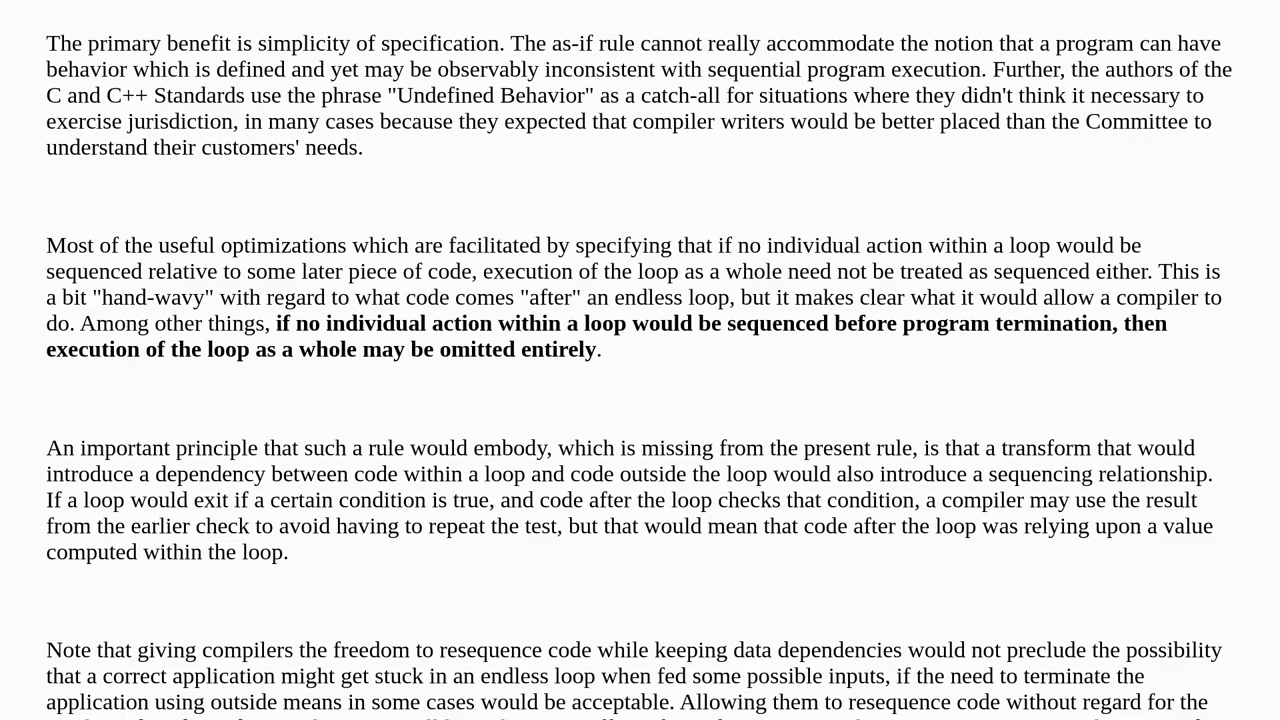 The primary benefit is simplicity of specification. The as-if rule cannot really accommodate the notion that a program can have
behavior which is defined and yet may be observably inconsistent with sequential program execution. Further, the authors of the
C and C++ Standards use the phrase "Undefined Behavior" as a catch-all for situations where they didn't think it necessary to
exercise jurisdiction, in many cases because they expected that compiler writers would be better placed than the Committee to
understand their customers' needs.
Most of the useful optimizations which are facilitated by specifying that if no individual action within a loop would be
sequenced relative to some later piece of code, execution of the loop as a whole need not be treated as sequenced either. This is
a bit "hand-wavy" with regard to what code comes "after" an endless loop, but it makes clear what it would allow a compiler to
do. Among other things, if no individual action within a loop would be sequenced before program termination, then
execution of the loop as a whole may be omitted entirely.
An important principle that such a rule would embody, which is missing from the present rule, is that a transform that would
introduce a dependency between code within a loop and code outside the loop would also introduce a sequencing relationship.
If a loop would exit if a certain condition is true, and code after the loop checks that condition, a compiler may use the result
from the earlier check to avoid having to repeat the test, but that would mean that code after the loop was relying upon a value
computed within the loop.
Note that giving compilers the freedom to resequence code while keeping data dependencies would not preclude the possibility
that a correct application might get stuck in an endless loop when fed some possible inputs, if the need to terminate the
application using outside means in some cases would be acceptable. Allowing them to resequence code without regard for the